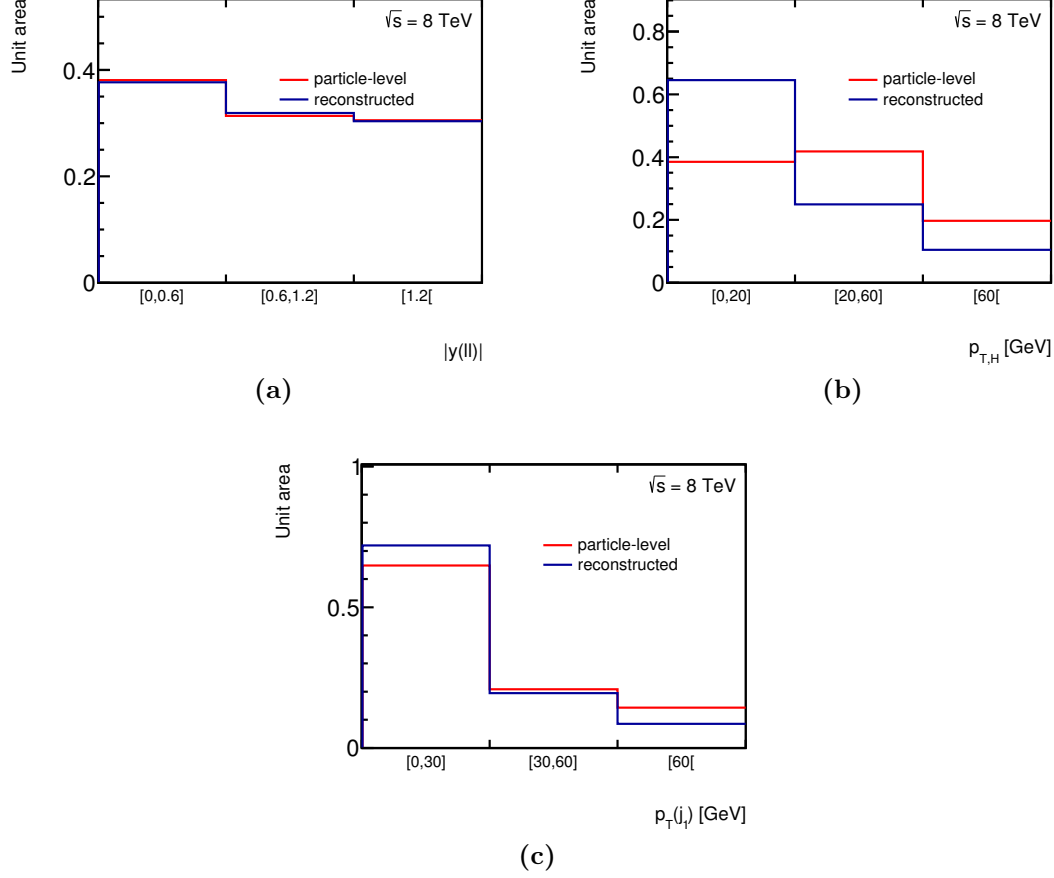 Unit area
√s = 8 TeV
particle-level
reconstructed
0.4
0.2
0
[0,0.6]
[0.6,1.2]
[1.2[
|y(ll)|
(a)
Unit area
√s = 8 TeV
particle-level
reconstructed
0.8
0.6
0.4
0.2
0
[0,20]
[20,60]
[60[
p_T,H [GeV]
(b)
Unit area
√s = 8 TeV
particle-level
reconstructed
1
0.5
0
[0,30]
[30,60]
[60[
p_T(j_1) [GeV]
(c)